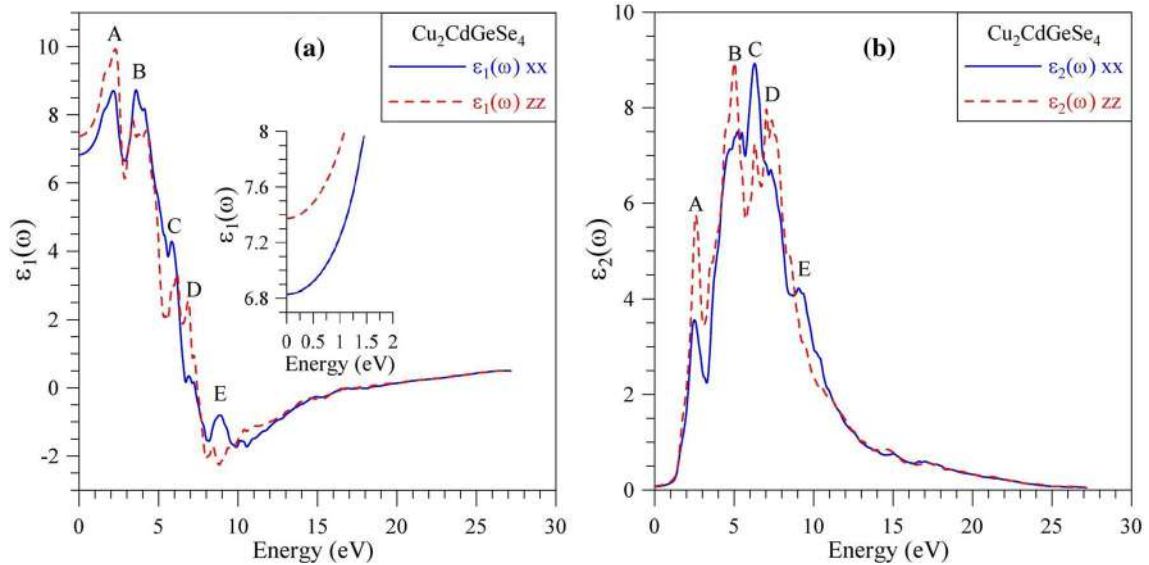 (a)
Cu₂CdGeSe₄
ε₁(ω) xx
ε₁(ω) zz
A
B
C
D
E
ε₁(ω)
10
8
6
4
2
0
-2
0 5 10 15 20 25 30
Energy (eV)
ε₁(ω)
8
7.6
7.2
6.8
0 0.5 1 1.5 2
Energy (eV)
(b)
Cu₂CdGeSe₄
ε₂(ω) xx
ε₂(ω) zz
A
B
C
D
E
ε₂(ω)
10
8
6
4
2
0
0 5 10 15 20 25 30
Energy (eV)